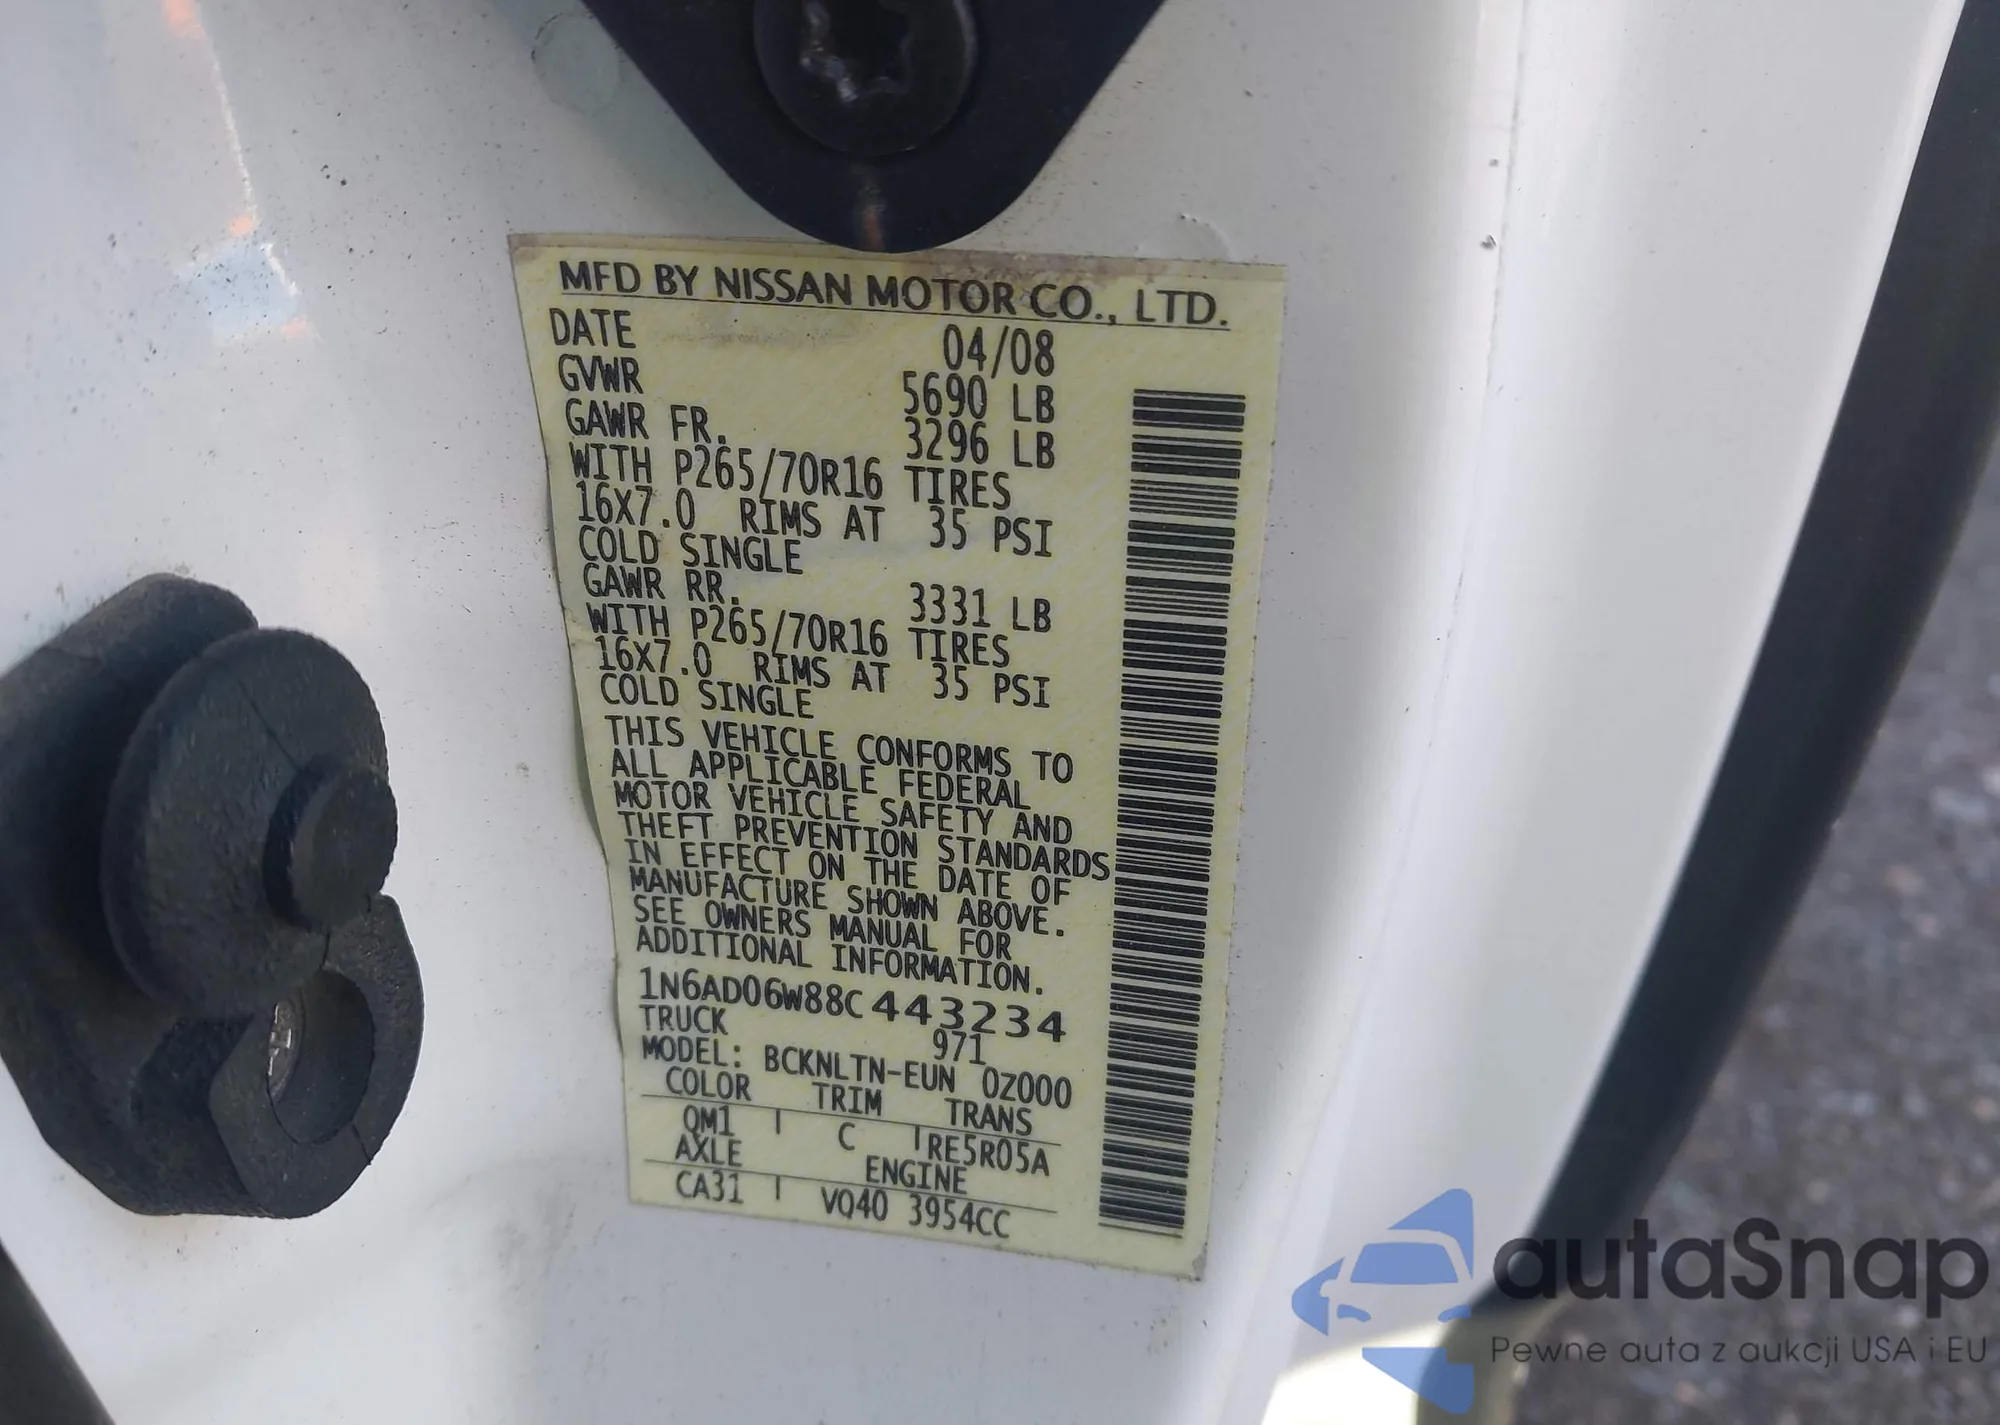 MFD BY NISSAN MOTOR CO., LTD.
DATE 04/08
GVWR 5690 LB
GAWR FR. 3296 LB
WITH P265/70R16 TIRES
16X7.0 RIMS AT 35 PSI
COLD SINGLE
GAWR RR. 3331 LB
WITH P265/70R16 TIRES
16X7.0 RIMS AT 35 PSI
COLD SINGLE
THIS VEHICLE CONFORMS TO
ALL APPLICABLE FEDERAL
MOTOR VEHICLE SAFETY AND
THEFT PREVENTION STANDARDS
IN EFFECT ON THE DATE OF
MANUFACTURE SHOWN ABOVE.
SEE OWNERS MANUAL FOR
ADDITIONAL INFORMATION.
1N6AD06W88C443234
TRUCK 971
MODEL: BCKNLTN-EUN 0Z000
COLOR TRIM TRANS
QM1 C RE5R05A
AXLE ENGINE
CA31 VQ40 3954CC
autaSnap
Pewne auta z aukcji USA i EU